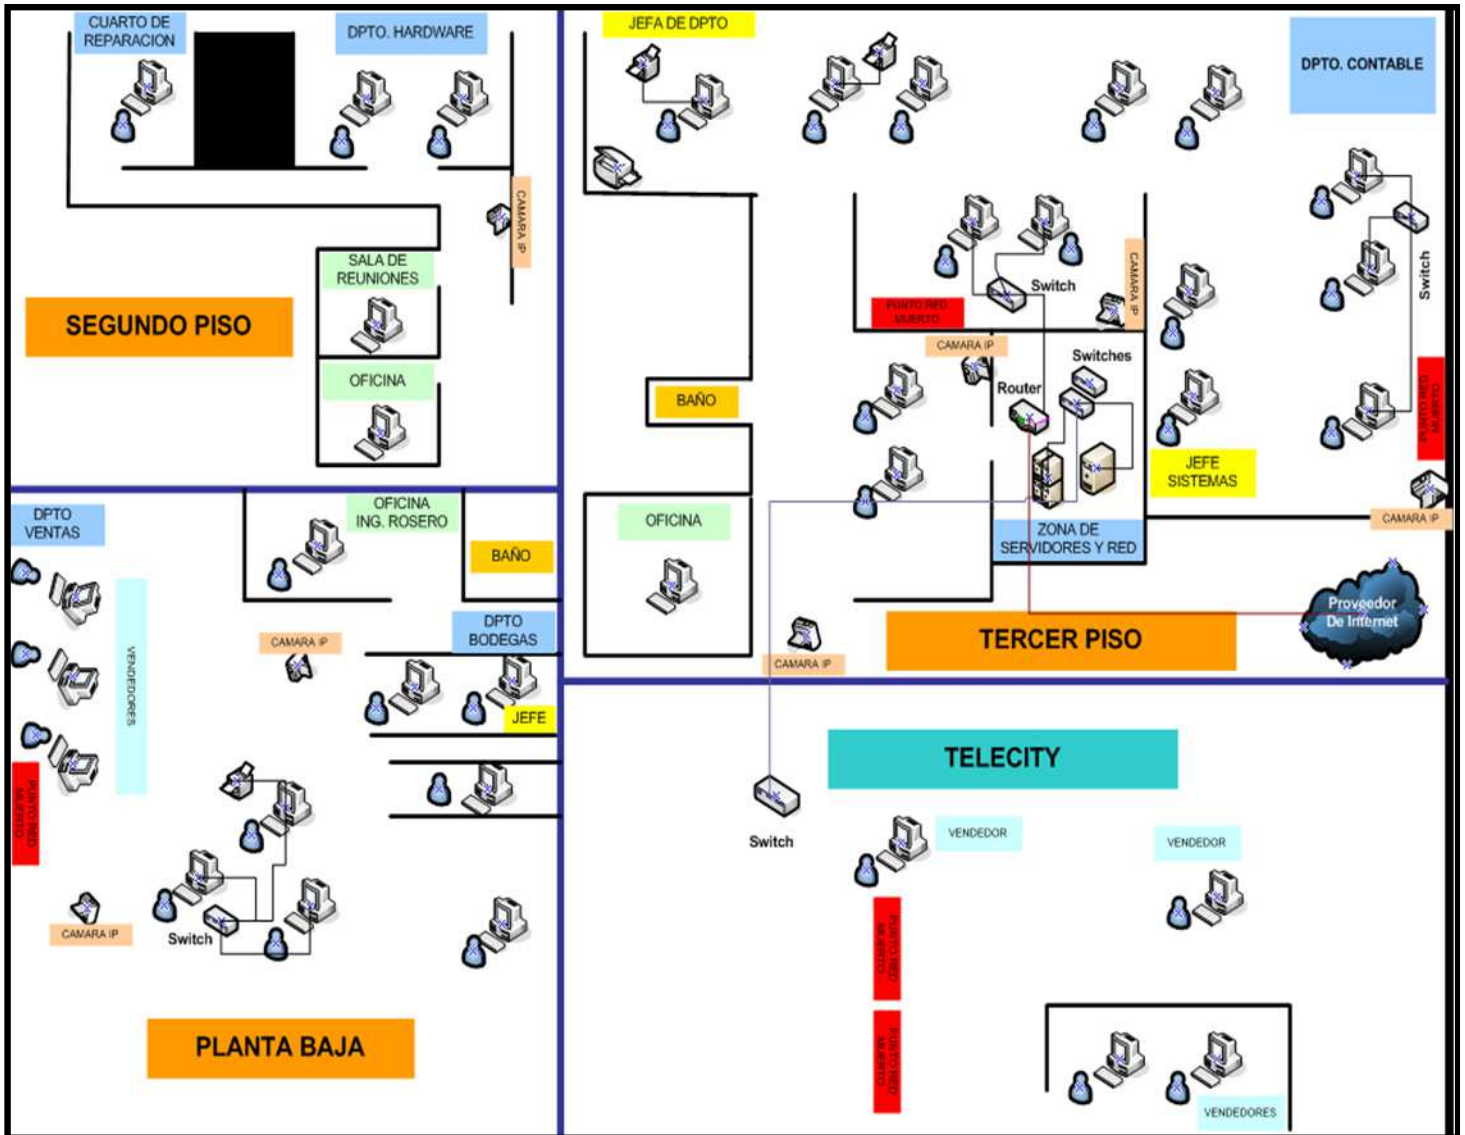 CUARTO DE
REPARACION
DPTO. HARDWARE
CAMARA IP
SALA DE
REUNIONES
SEGUNDO PISO
OFICINA
JEFA DE DPTO
DPTO. CONTABLE
Switch
PUNTO RED
MUERTO
CAMARA IP
Switch
CAMARA IP
Switches
Router
BAÑO
PUNTO RED
MUERTO
JEFE
SISTEMAS
CAMARA IP
OFICINA
ZONA DE
SERVIDORES Y RED
Proveedor
De Internet
TERCER PISO
CAMARA IP
DPTO
VENTAS
OFICINA
ING. ROSERO
BAÑO
DPTO
BODEGAS
CAMARA IP
VENDEDORES
JEFE
PUNTO RED
MUERTO
CAMARA IP
Switch
PLANTA BAJA
TELECITY
Switch
VENDEDOR
VENDEDOR
PUNTO RED
MUERTO
PUNTO RED
MUERTO
VENDEDORES